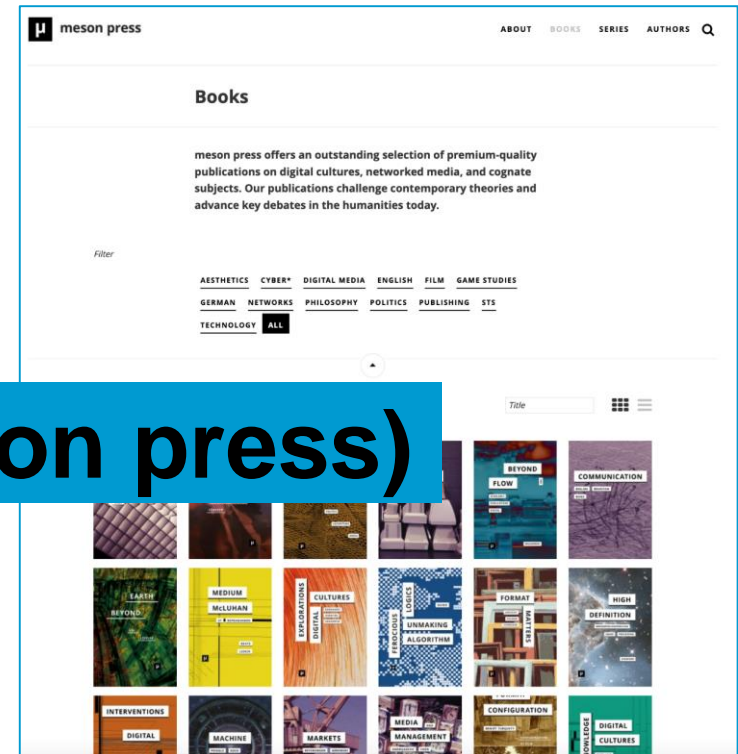 μ meson press
ABOUT BOOKS SERIES AUTHORS
Books
meson press offers an outstanding selection of premium-quality
publications on digital cultures, networked media, and cognate
subjects. Our publications challenge contemporary theories and
advance key debates in the humanities today.
Filter
AESTHETICS CYBER* DIGITAL MEDIA ENGLISH FILM GAME STUDIES
GERMAN NETWORKS PHILOSOPHY POLITICS PUBLISHING STS
TECHNOLOGY ALL
Title
on press)
BEYOND
FLOW
COMMUNICATION
EARTH
BEYOND
MEDIUM
McLUHAN
EXPLORATIONS
DIGITAL
CULTURES
FEROCIOUS
LOGICS
UNMAKING
ALGORITHM
FORMAT
MATTERS
HIGH
DEFINITION
INTERVENTIONS
DIGITAL
MACHINE
MARKETS
MEDIA
MANAGEMENT
CONFIGURATION
DIGITAL
CULTURES